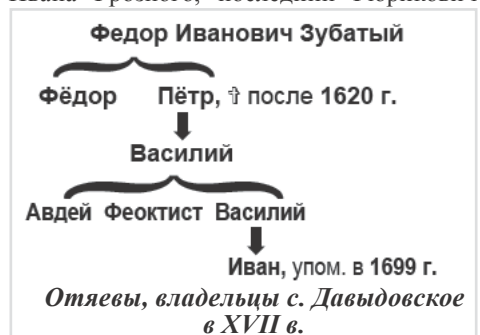 Федор Иванович Зубатый
Фёдор Пётр, ✞ после 1620 г.
Василий
Авдей Феоктист Василий
Иван, упом. в 1699 г.
Отяевы, владельцы с. Давыдовское
в XVII в.